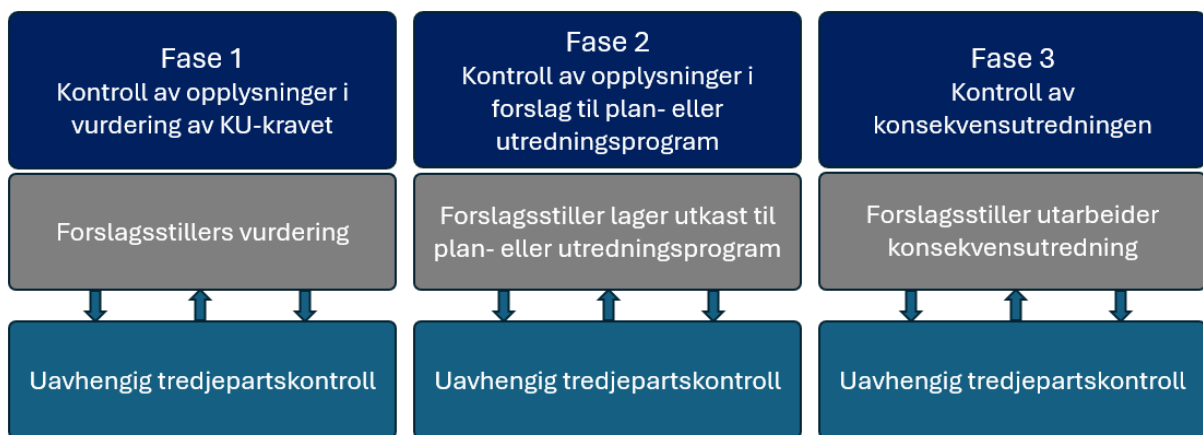 Fase 1
Kontroll av opplysninger i
vurdering av KU-kravet
Fase 2
Kontroll av opplysninger i
forslag til plan- eller
utredningsprogram
Fase 3
Kontroll av
konsekvensutredningen
Forslagsstillers vurdering
Forslagsstiller lager utkast til
plan- eller utredningsprogram
Forslagsstiller utarbeider
konsekvensutredning
Uavhengig tredjepartskontroll
Uavhengig tredjepartskontroll
Uavhengig tredjepartskontroll